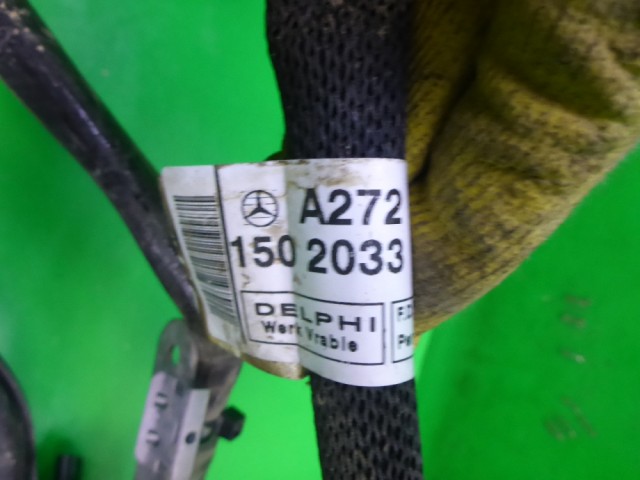 A272
150 2033
DELPHI
Werk Vrable